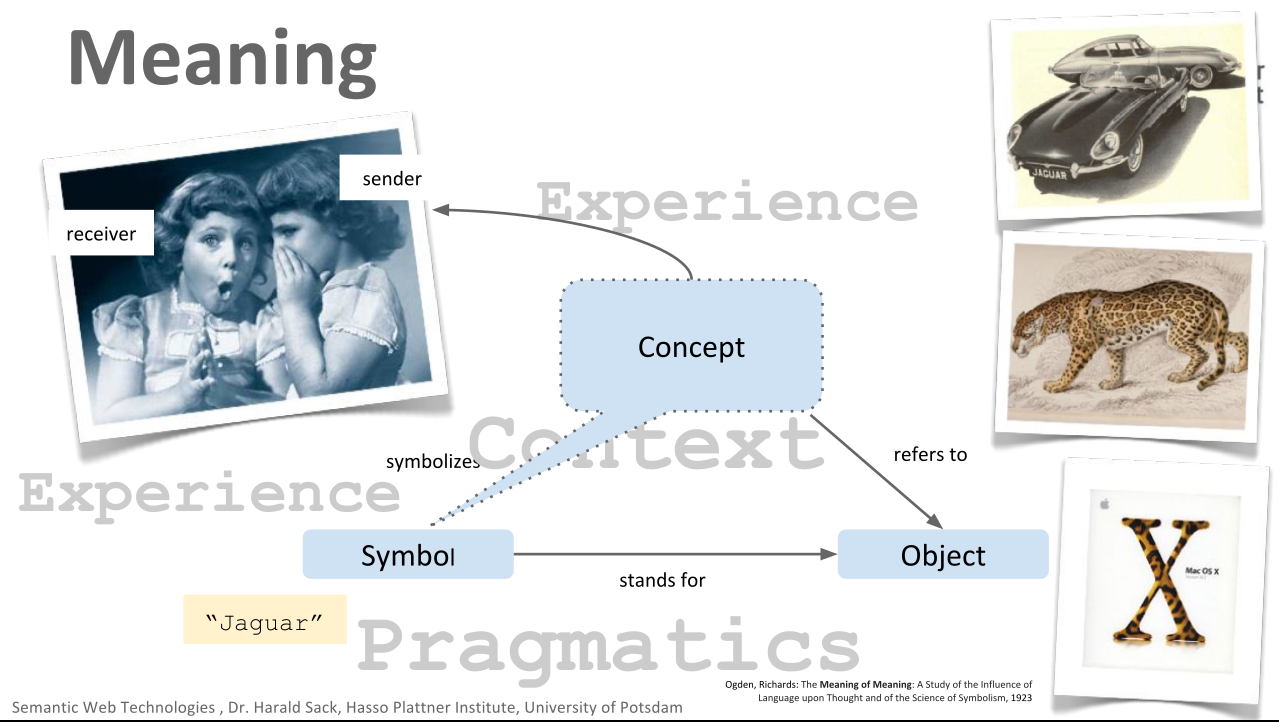 Meaning
r
t
sender
receiver
Experience
JAGUAR
Concept
Context
symbolizes
refers to
Experience
Symbol
Object
stands for
Mac OS X
"Jaguar"
Pragmatics
Ogden, Richards: The Meaning of Meaning: A Study of the Influence of
Language upon Thought and of the Science of Symbolism, 1923
Semantic Web Technologies , Dr. Harald Sack, Hasso Plattner Institute, University of Potsdam